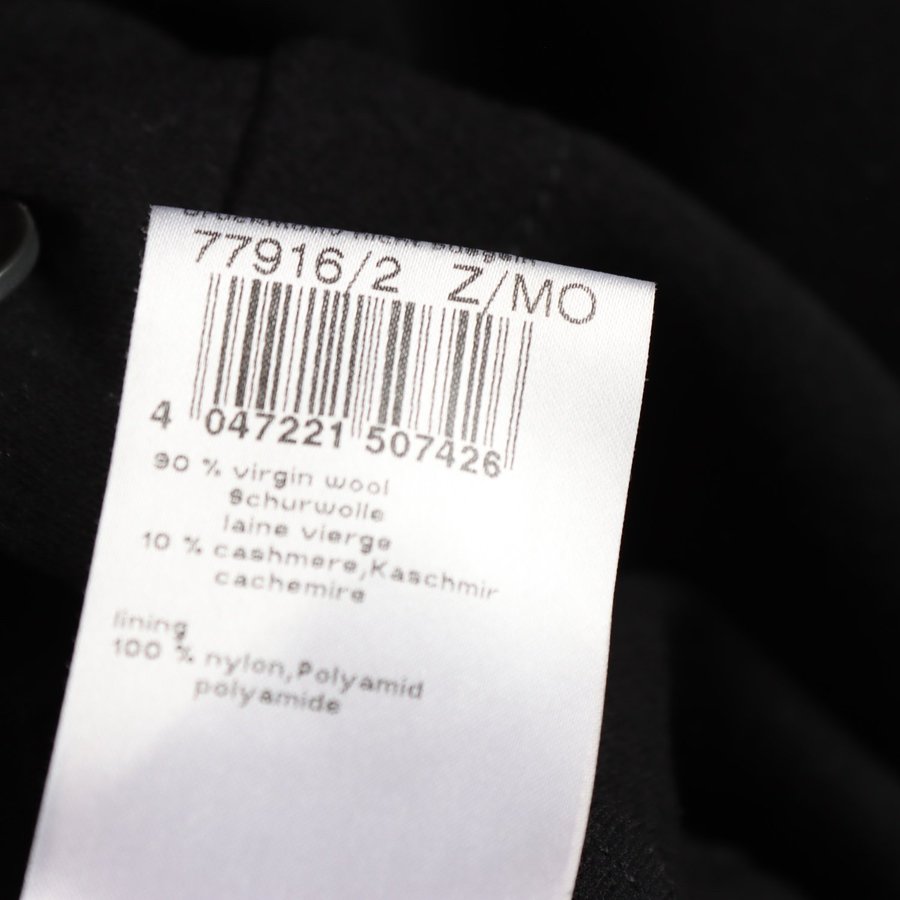 77916/2 Z/MO
4 047221 507426
90 % virgin wool
Schurwolle
laine vierge
10 % cashmere,Kaschmir
cachemire
lining
100 % nylon,Polyamid
polyamide